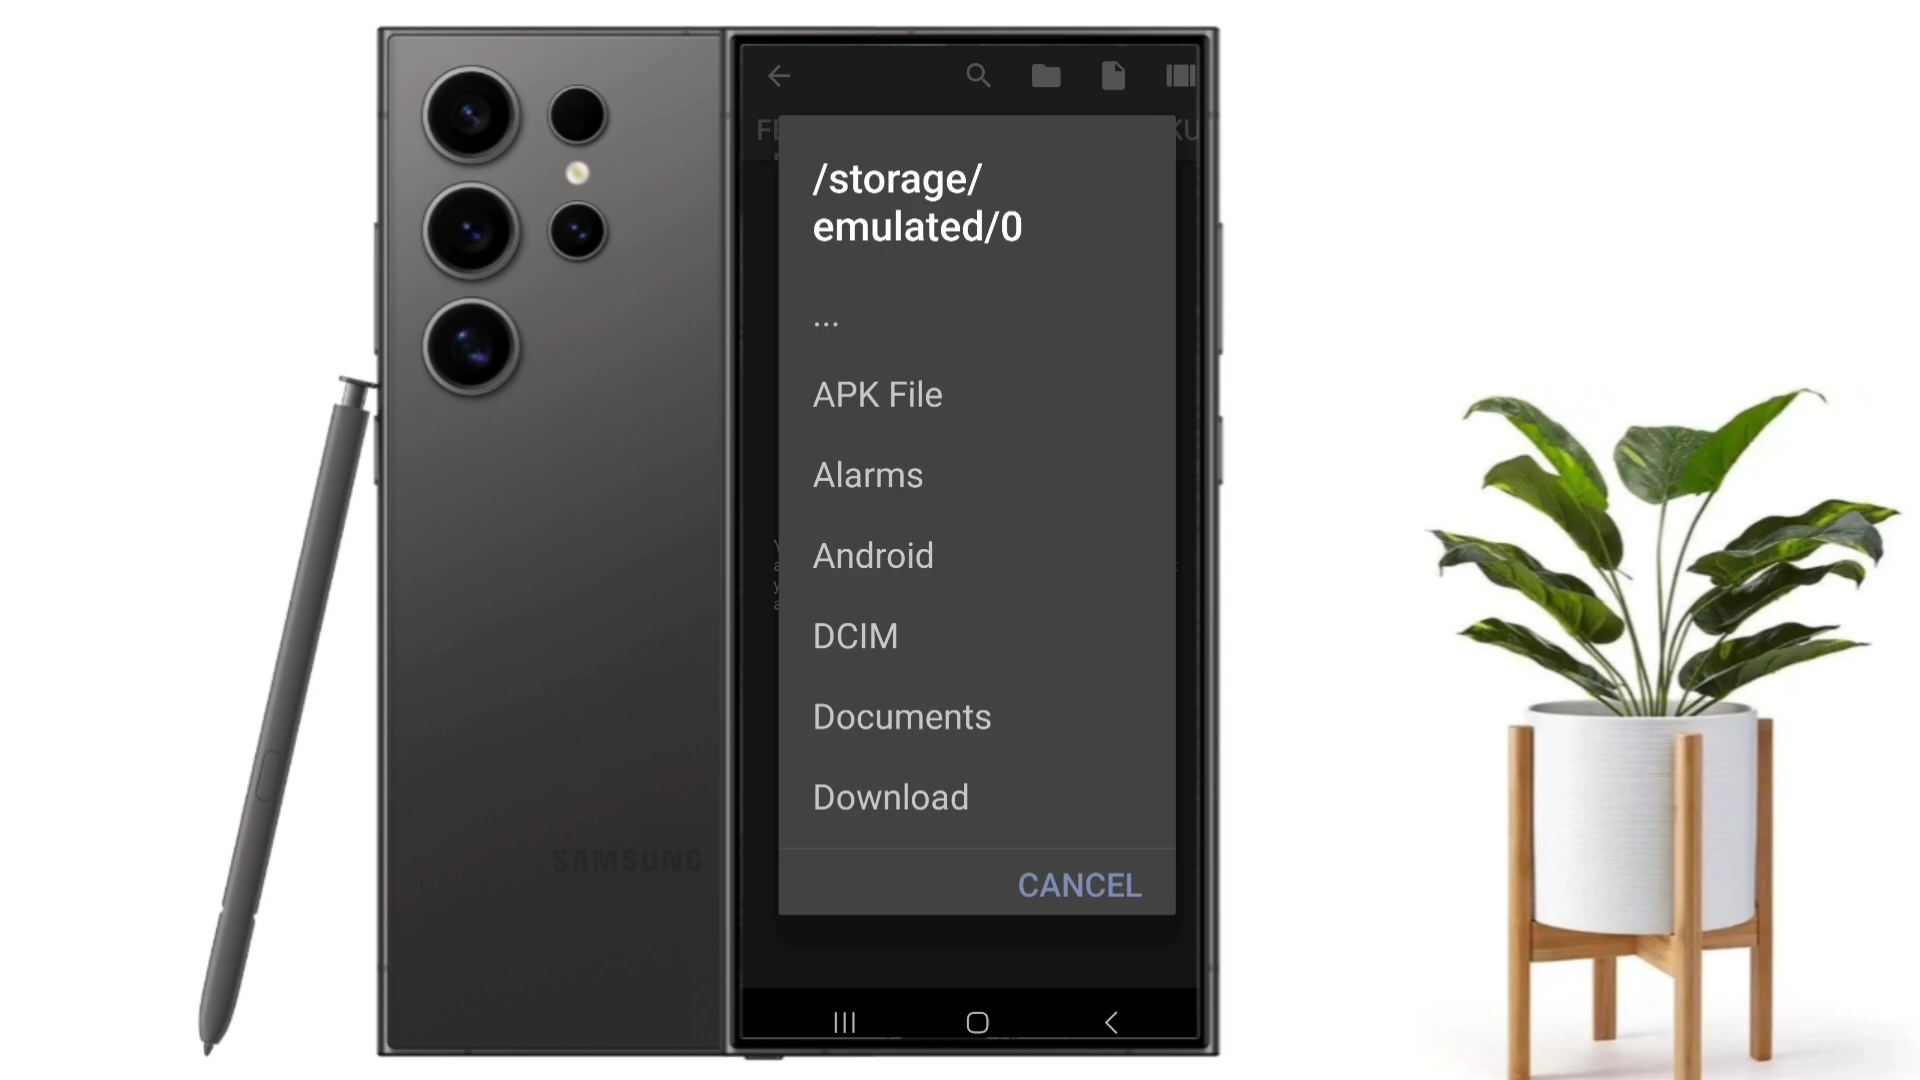 /storage/
emulated/0
...
APK File
Alarms
Android
DCIM
Documents
Download
CANCEL
SAMSUNG